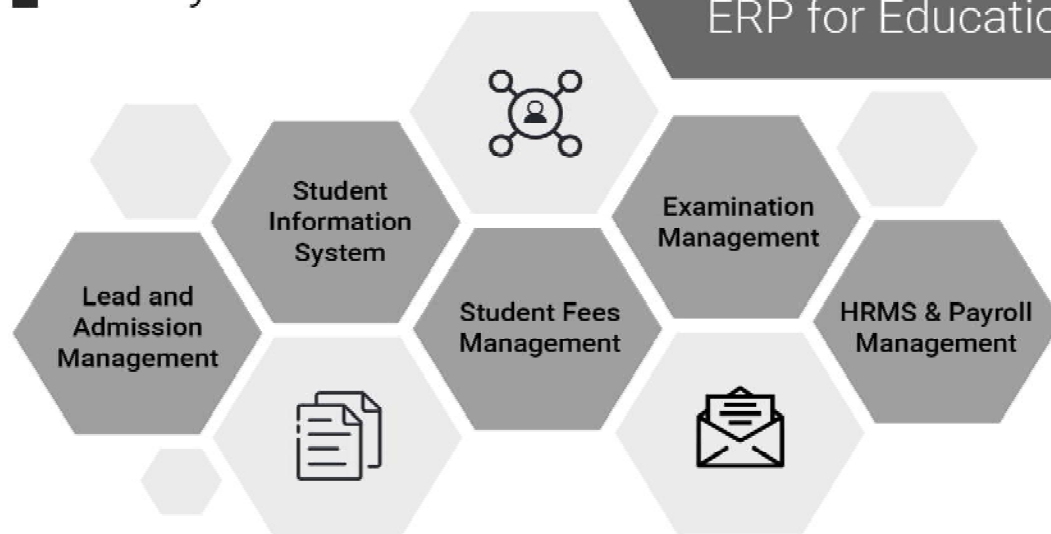 ERP for Educatio
Student
Information
System
Examination
Management
Lead and
Admission
Management
Student Fees
Management
HRMS & Payroll
Management